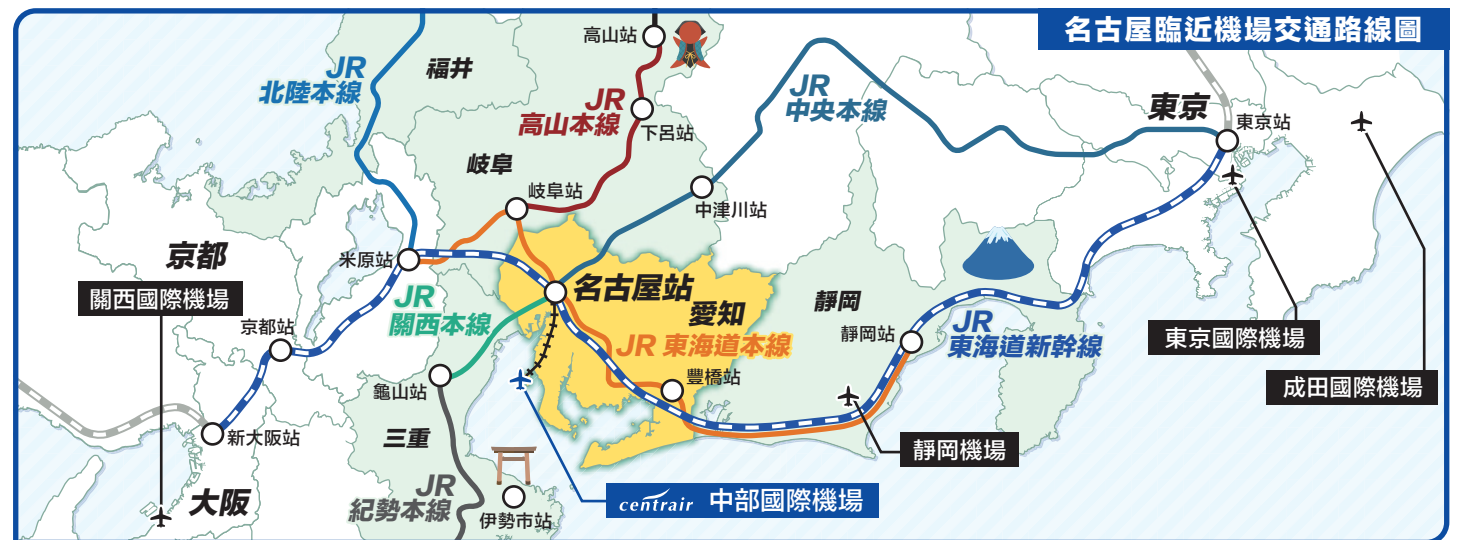 名古屋臨近機場交通路線圖
高山站
福井
JR
北陸本線
JR
高山本線
下呂站
JR
中央本線
東京
東京站
岐阜
岐阜站
中津川站
京都
米原站
關西國際機場
名古屋站
愛知
靜岡
JR
關西本線
京都站
JR 東海道本線
靜岡站
JR
東海道新幹線
東京國際機場
龜山站
豐橋站
成田國際機場
新大阪站
三重
靜岡機場
大阪
JR
紀勢本線
伊勢市站
centrair 中部國際機場